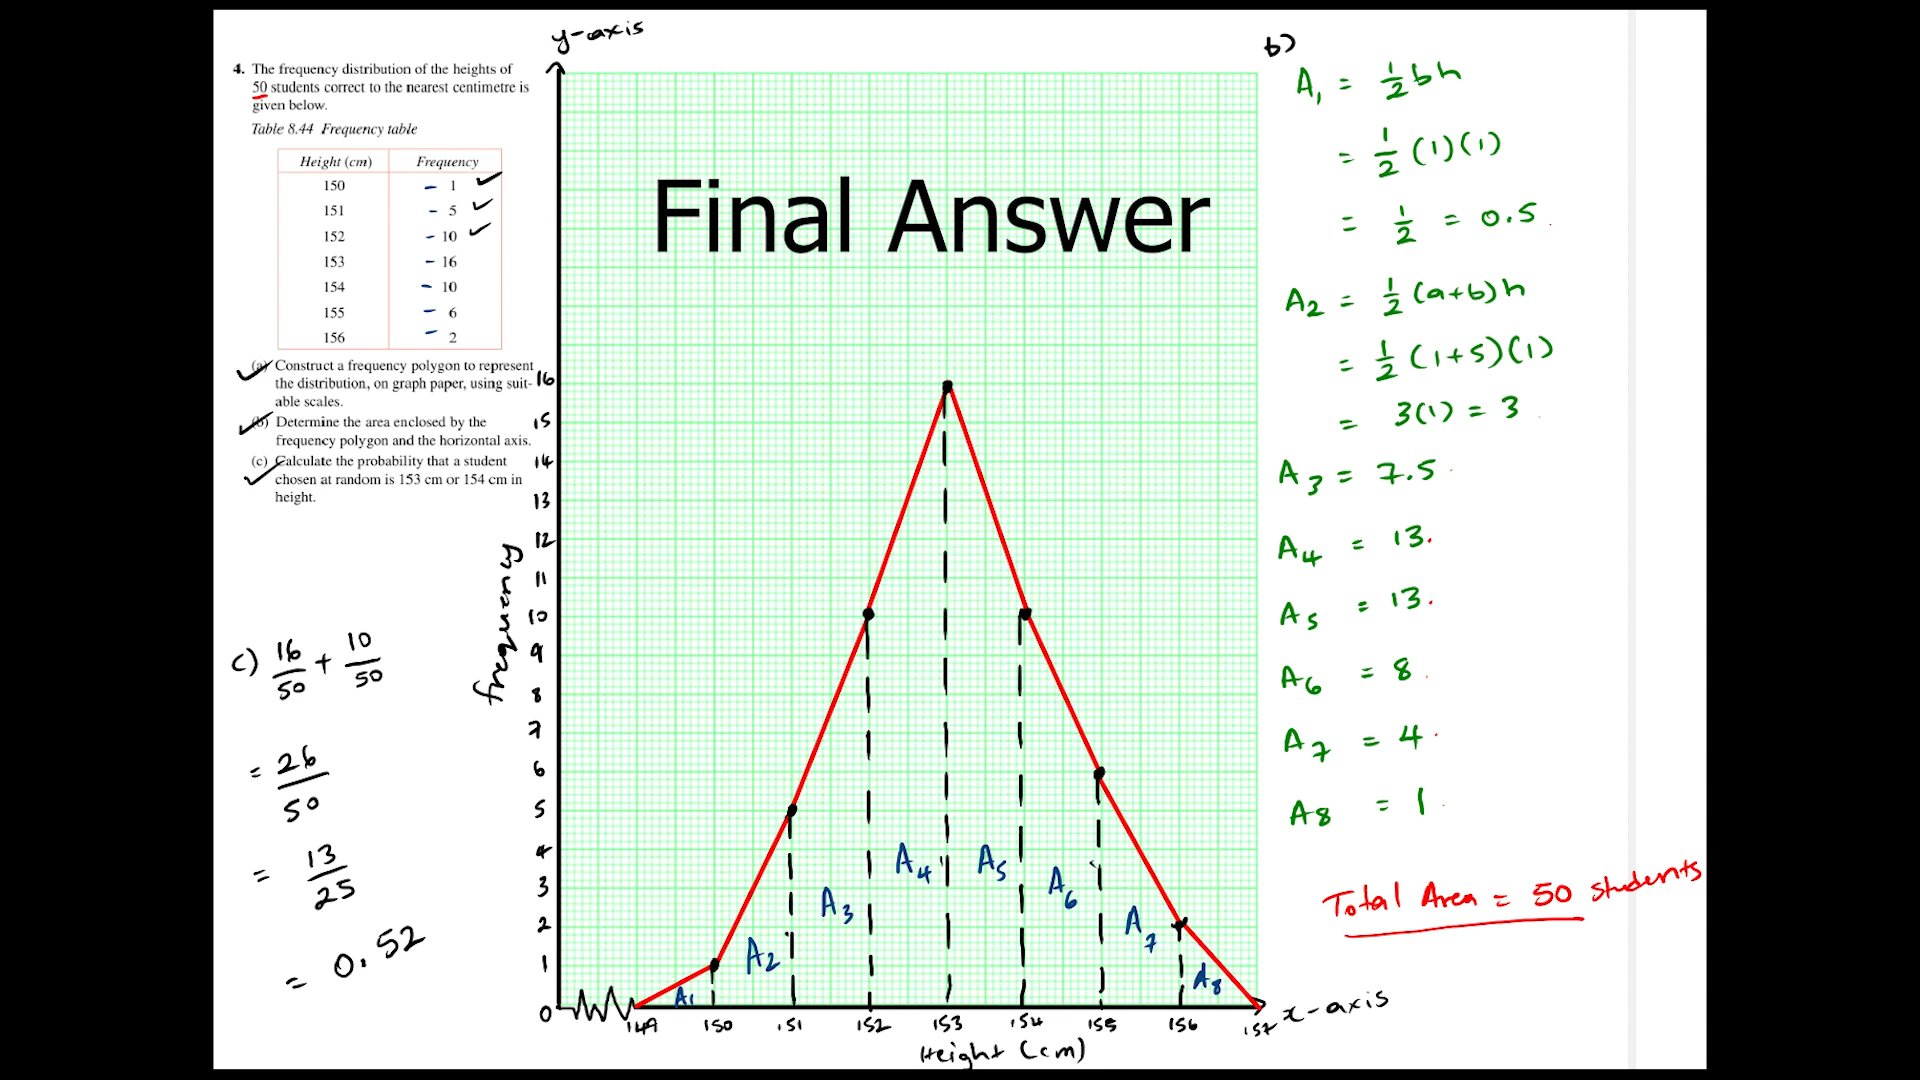 4. The frequency distribution of the heights of
50 students correct to the nearest centimetre is
given below.
Table 8.44 Frequency table
Height (cm) Frequency
150 - 1
151 - 5
152 - 10
153 - 16
154 - 10
155 - 6
156 - 2
(a) Construct a frequency polygon to represent
the distribution, on graph paper, using suit-
able scales.
(b) Determine the area enclosed by the
frequency polygon and the horizontal axis.
(c) Calculate the probability that a student
chosen at random is 153 cm or 154 cm in
height.
c) 16/50 + 10/50
= 26/50
= 13/25
= 0.52
y-axis
Final Answer
frequency
16
15
14
13
12
11
10
9
8
7
6
5
4
3
2
1
0
A1 A2 A3 A4 A5 A6 A7 A8
149 150 151 152 153 154 155 156 157
x-axis
Height (cm)
b)
A1 = 1/2 bh
= 1/2 (1)(1)
= 1/2 = 0.5
A2 = 1/2 (a+b)h
= 1/2 (1+5)(1)
= 3(1) = 3
A3 = 7.5
A4 = 13.
A5 = 13.
A6 = 8
A7 = 4
A8 = 1
Total Area = 50 students